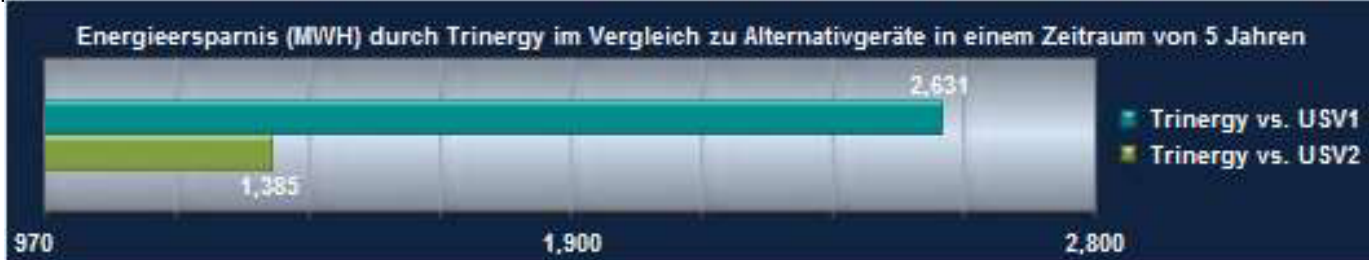 Energieersparnis (MWH) durch Trinergy im Vergleich zu Alternativgeräte in einem Zeitraum von 5 Jahren
2,631
Trinergy vs. USV1
Trinergy vs. USV2
1,385
970 1,900 2,800